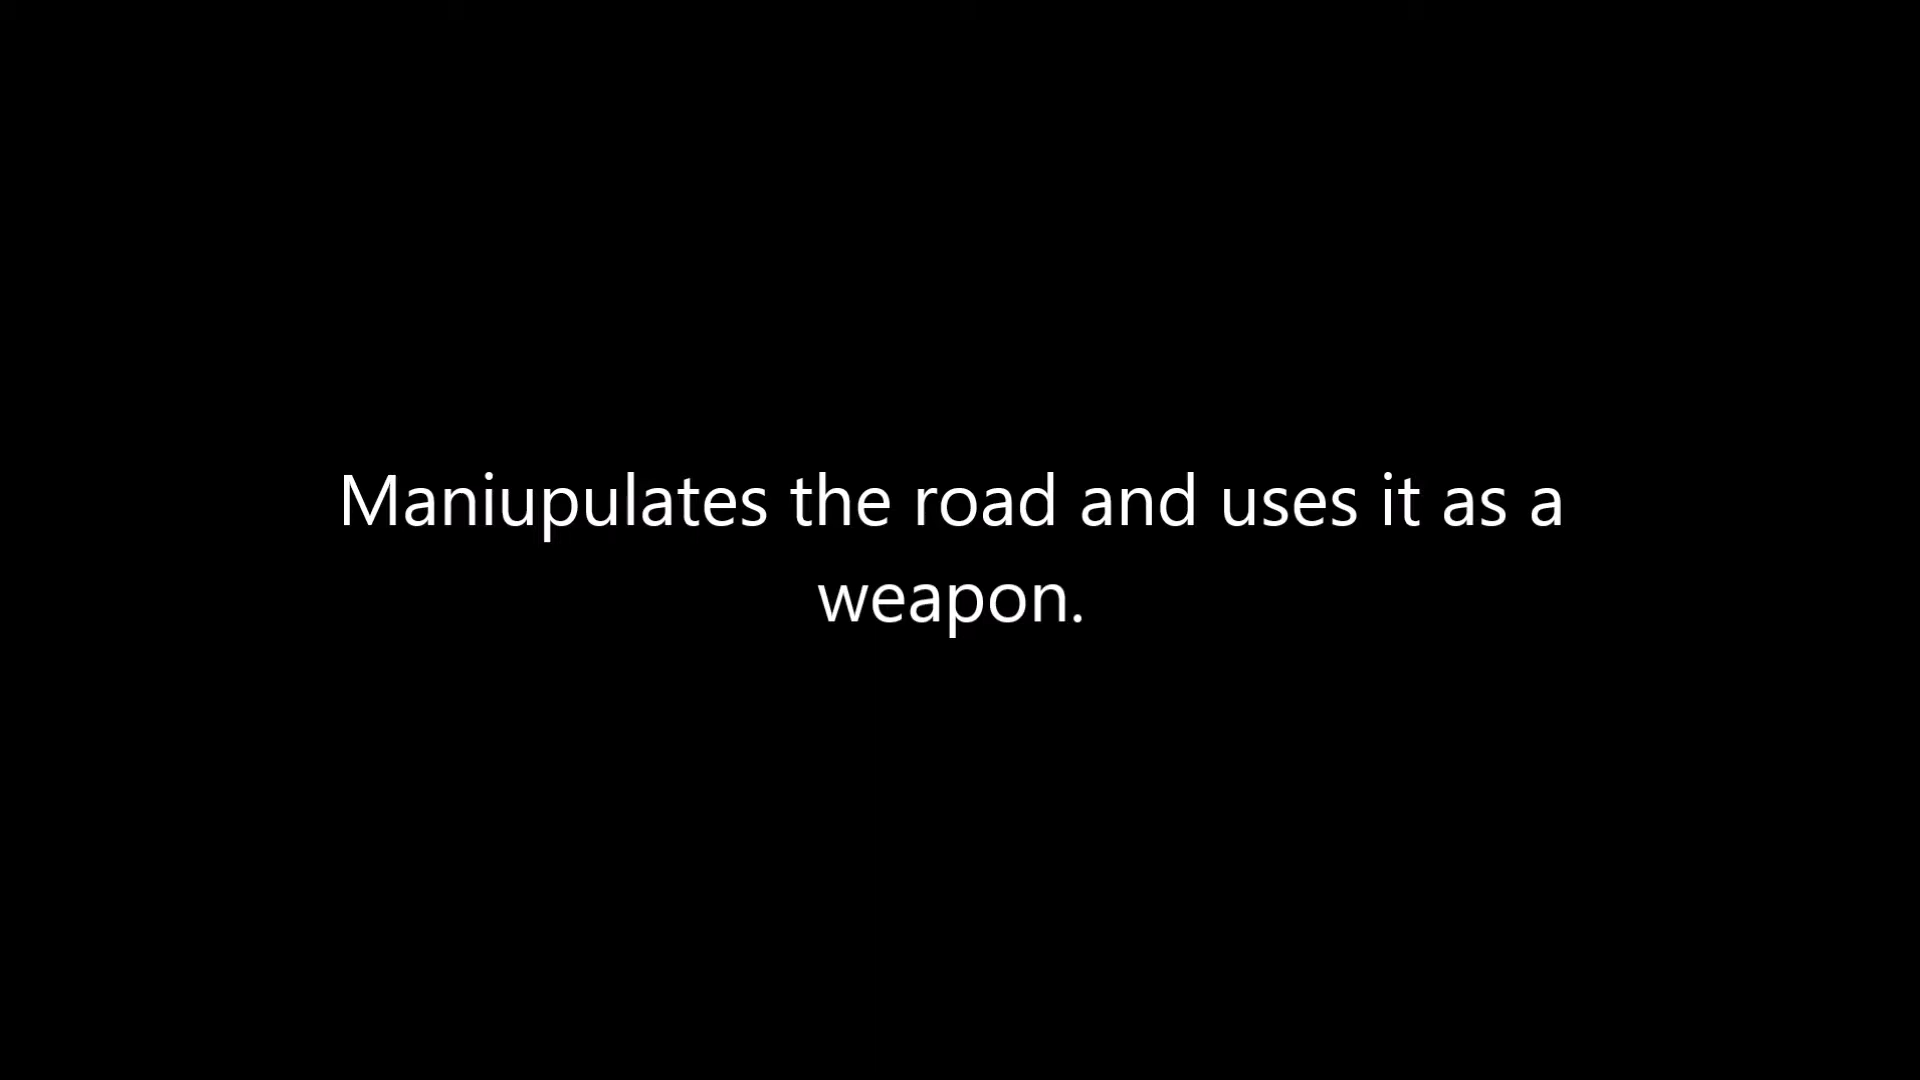 Maniupulates the road and uses it as a
weapon.